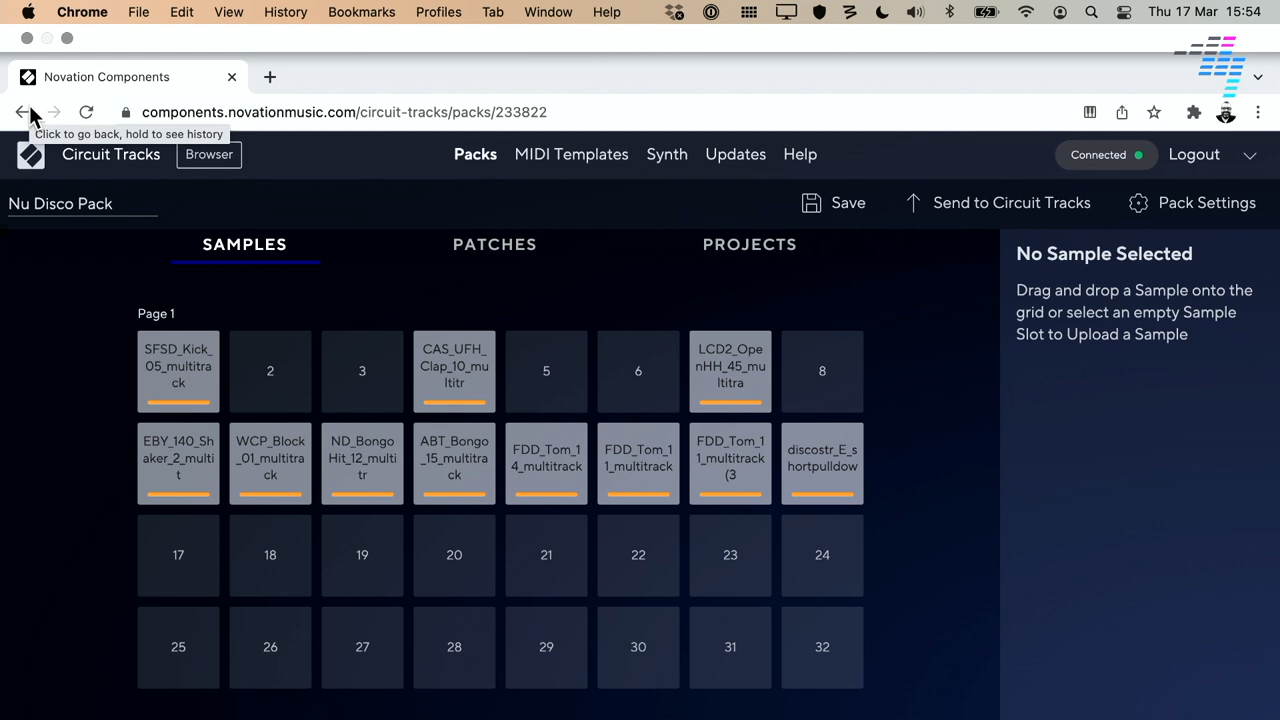 Chrome File Edit View History Bookmarks Profiles Tab Window Help Thu 17 Mar 15:54
Novation Components
components.novationmusic.com/circuit-tracks/packs/233822
Click to go back, hold to see history
Circuit Tracks Browser Packs MIDI Templates Synth Updates Help Connected Logout
Nu Disco Pack Save Send to Circuit Tracks Pack Settings
SAMPLES PATCHES PROJECTS
No Sample Selected
Drag and drop a Sample onto the
grid or select an empty Sample
Slot to Upload a Sample
Page 1
SFSD_Kick_
05_multitra
ck
2
3
CAS_UFH_
Clap_10_mu
ltitr
5
6
LCD2_Ope
nHH_45_mu
ltitra
8
EBY_140_Sh
aker_2_multi
t
WCP_Block
_01_multitra
ck
ND_Bongo
Hit_12_multi
tr
ABT_Bongo
_15_multitra
ck
FDD_Tom_1
4_multitrack
FDD_Tom_1
1_multitrack
FDD_Tom_1
1_multitrack
(3
discostr_E_s
hortpulldow
17 18 19 20 21 22 23 24
25 26 27 28 29 30 31 32